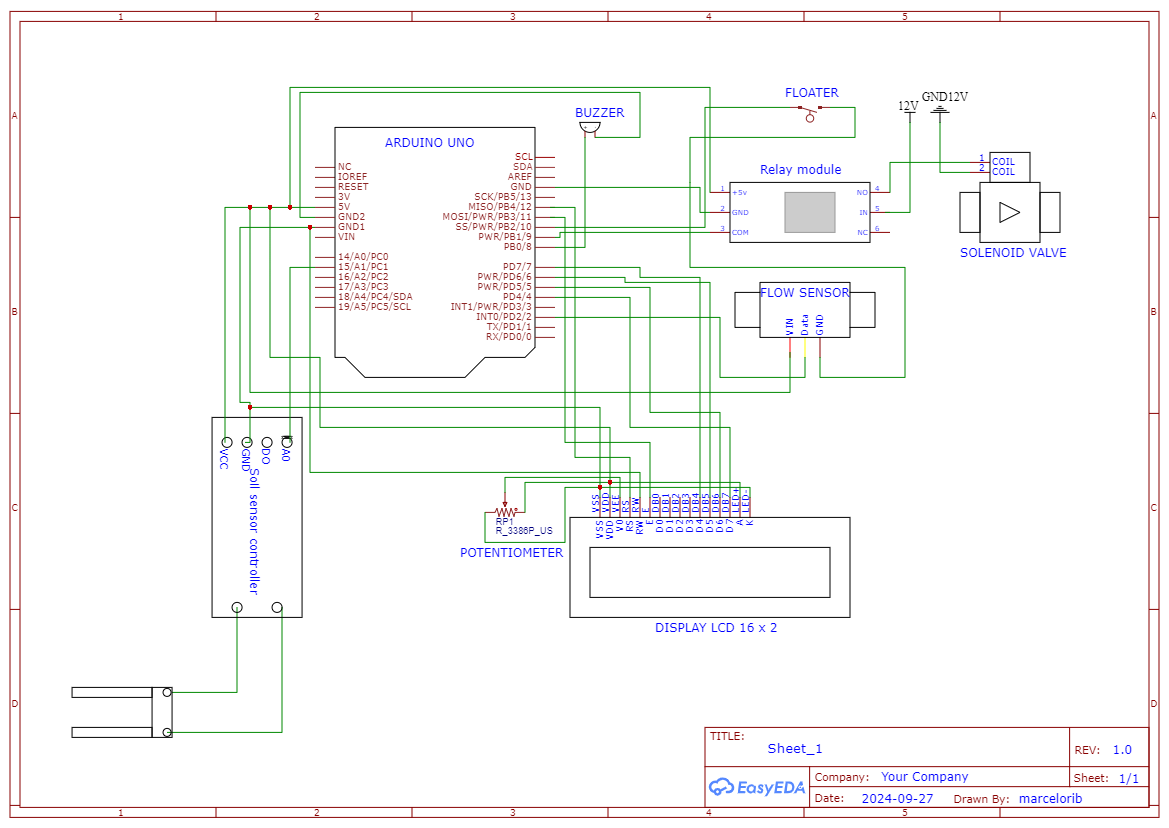 1 2 3 4 5
A A
B B
C C
D D
FLOATER
12V GND12V
BUZZER
ARDUINO UNO
NC
IOREF
RESET
3V
5V
GND2
GND1
VIN
14/A0/PC0
15/A1/PC1
16/A2/PC2
17/A3/PC3
18/A4/PC4/SDA
19/A5/PC5/SCL
SCL
SDA
AREF
GND
SCK/PB5/13
MISO/PB4/12
MOSI/PWR/PB3/11
SS/PWR/PB2/10
PWR/PB1/9
PB0/8
PD7/7
PWR/PD6/6
PWR/PD5/5
PD4/4
INT1/PWR/PD3/3
INT0/PD2/2
TX/PD1/1
RX/PD0/0
Relay module
1 +5v
2 GND
3 COM
NO 4
IN 5
NC 6
1 COIL
2 COIL
SOLENOID VALVE
FLOW SENSOR
VIN
Data
GND
VCC
GND
DO
A0
Soil sensor controller
RP1
R_3386P_US
POTENTIOMETER
VSS
VDD
VEE
RS
RW
E
DB0
DB1
DB2
DB3
DB4
DB5
DB6
DB7
LED+
LED-
VSS
VDD
V0
RS
RW
E
D0
D1
D2
D3
D4
D5
D6
D7
A
K
DISPLAY LCD 16 x 2
TITLE:
Sheet_1
REV: 1.0
EasyEDA
Company: Your Company
Sheet: 1/1
Date: 2024-09-27 Drawn By: marcelorib
1 2 3 4 5